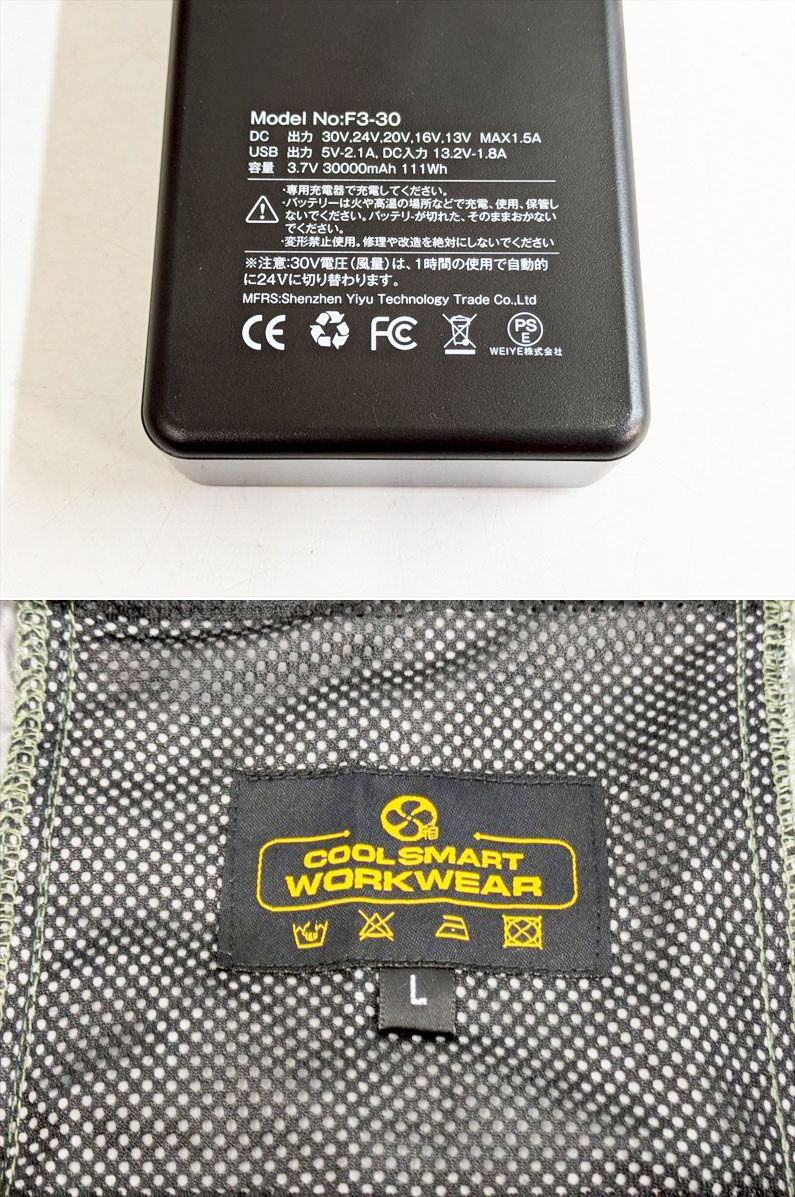 Model No:F3-30
DC 出力 30V,24V,20V,16V,13V MAX1.5A
USB 出力 5V-2.1A, DC入力 13.2V-1.8A
容量 3.7V 30000mAh 111Wh
・専用充電器で充電してください。
・バッテリーは火や高温の場所などで充電、使用、保管し
ないでください。バッテリが切れた、そのままおかない
でください。
・変形禁止使用。修理や改造を絶対にしないでください
※注意:30V電圧(風量)は、1時間の使用で自動的
に24Vに切り替わります。
MFRS:Shenzhen Yiyu Technology Trade Co.,Ltd
CE FC PS
E
WEIYE株式会社
COOL SMART
WORKWEAR
L